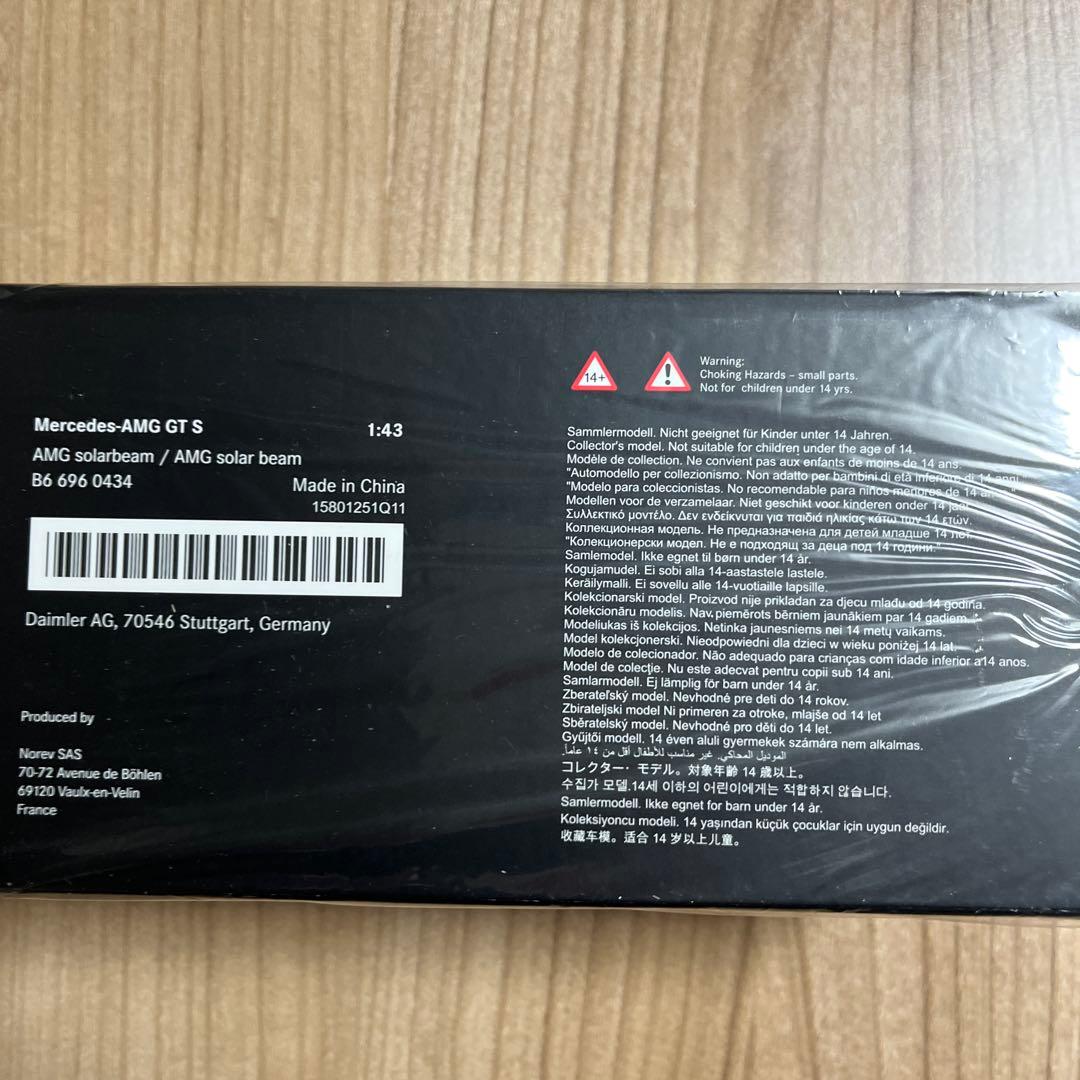 Mercedes-AMG GT S 1:43
AMG solarbeam / AMG solar beam
B6 696 0434
Made in China
15801251Q11
Daimler AG, 70546 Stuttgart, Germany
Produced by
Norev SAS
70-72 Avenue de Böhlen
69120 Vaulx-en-Velin
France
14+
Warning:
Choking Hazards - small parts.
Not for children under 14 yrs.
Sammlermodell. Nicht geeignet für Kinder unter 14 Jahren.
Collector's model. Not suitable for children under the age of 14.
Modèle de collection. Ne convient pas aux enfants de moins de 14 ans.
"Automodello per collezionismo. Non adatto per bambini di età inferiore di 14 anni."
"Modelo para coleccionistas. No recomendable para niños menores de 14
Modellen voor de verzamelaar. Niet geschikt voor kinderen onder 14 jaar
Συλλεκτικό μοντέλο. Δεν ενδείκνυται για παιδιά ηλικίας κάτω των 14 ετών.
Коллекционная модель. Не предназначена для детей младше 14 лет.
"Колекционерски модел. Не е подходящ за деца под 14 години."
Samlemodel. Ikke egnet til børn under 14 år.
Kogujamudel. Ei sobi alla 14-aastastele lastele.
Keräilymalli. Ei sovellu alle 14-vuotiaille lapsille.
Kolekcionarski model. Proizvod nije prikladan za djecu mlađu od 14 godina.
Kolekcionāru modelis. Nav piemērots bērniem jaunākiem par 14 gadiem.
Modeliukas iš kolekcijos. Netinka jaunesniems nei 14 metų vaikams.
Model kolekcjonerski. Nieodpowiedni dla dzieci w wieku poniżej 14 lat.
Modelo de colecionador. Não adequado para crianças com idade inferior a14 anos.
Model de colecţie. Nu este adecvat pentru copii sub 14 ani.
Samlarmodell. Ej lämplig för barn under 14 år.
Zberateľský model. Nevhodné pre deti do 14 rokov.
Zbirateljski model Ni primeren za otroke, mlajše od 14 let
Sběratelský model. Nevhodné pro děti do 14 let.
Gyűjtői modell. 14 éven aluli gyermekek számára nem alkalmas.
الموديل المحاكي. غير مناسب للأطفال أقل من ١٤ عاماً.
コレクター・モデル。対象年齢 14 歳以上。
수집가 모델.14세 이하의 어린이에게는 적합하지 않습니다.
Samlermodell. Ikke egnet for barn under 14 år.
Koleksiyoncu modeli. 14 yaşından küçük çocuklar için uygun değildir.
收藏车模。适合 14 岁以上儿童。